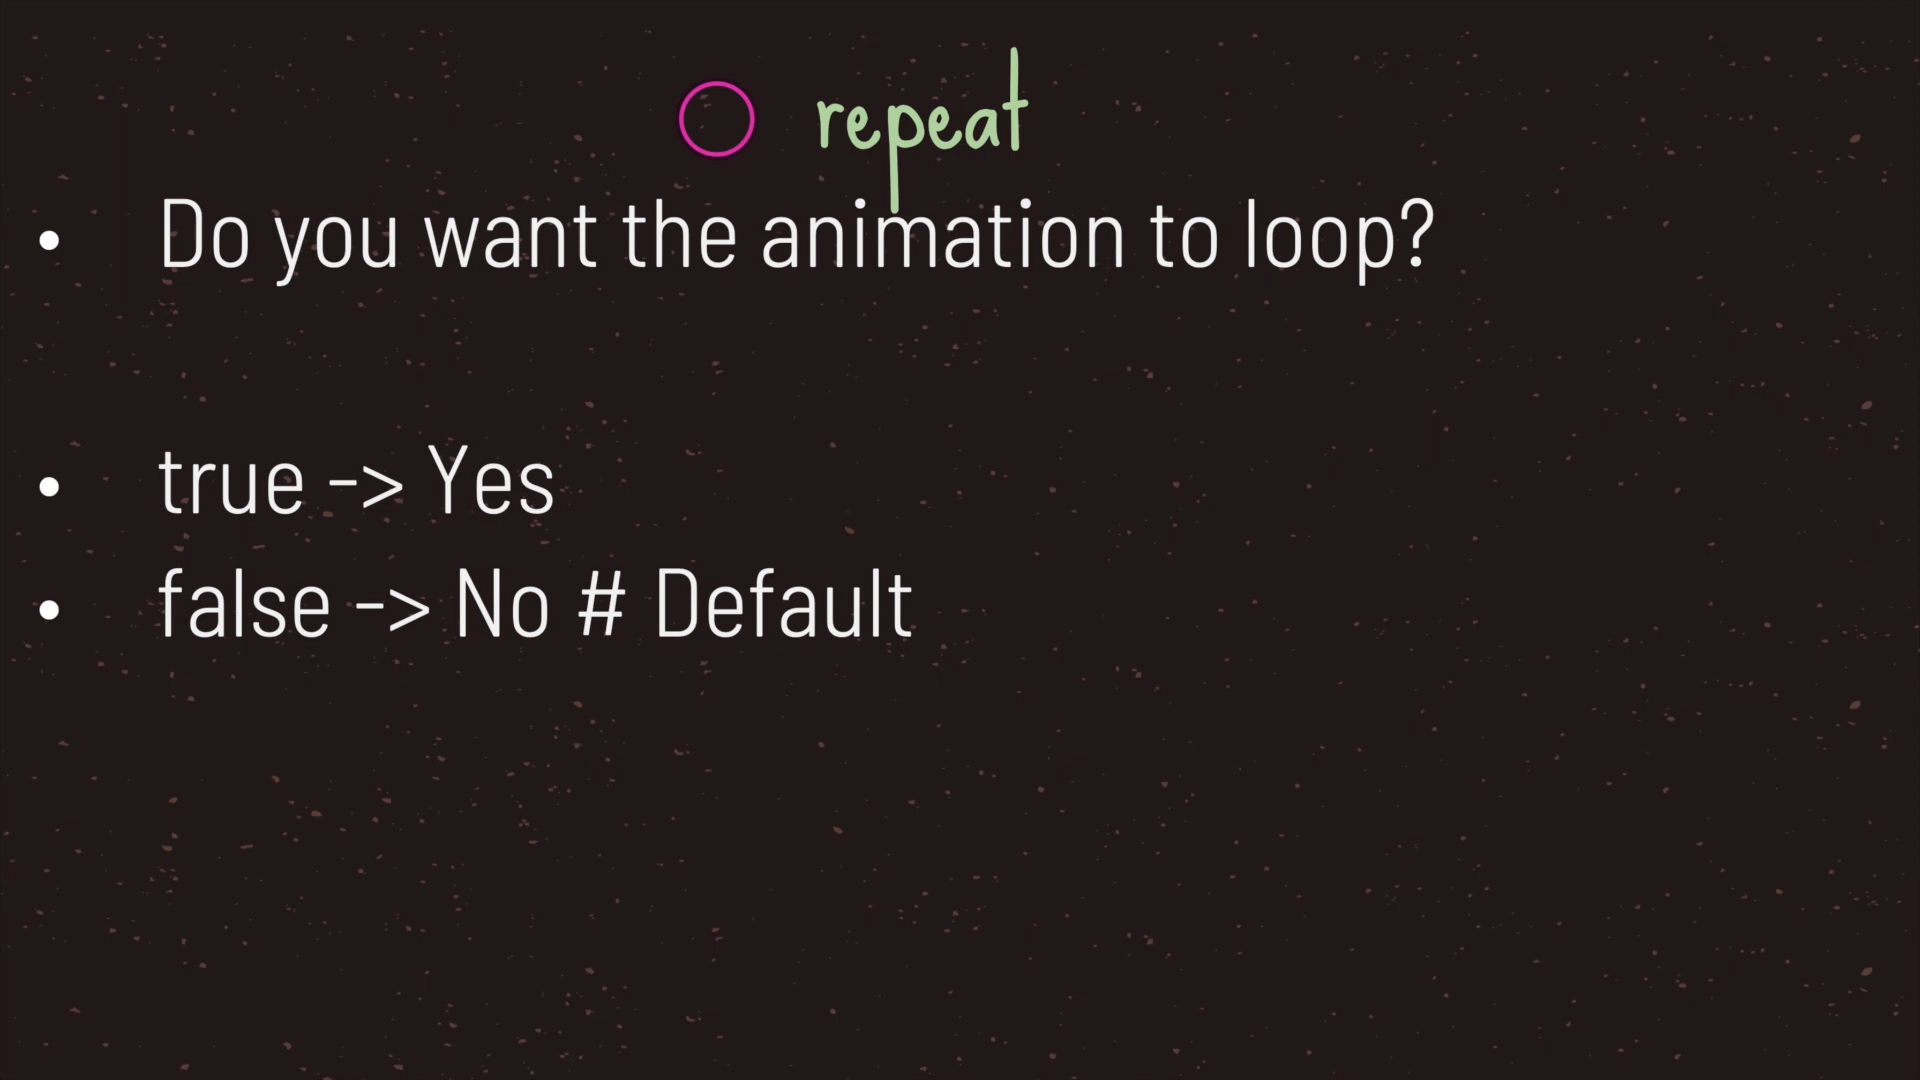 repeat
• Do you want the animation to loop?
• true -> Yes
• false -> No # Default